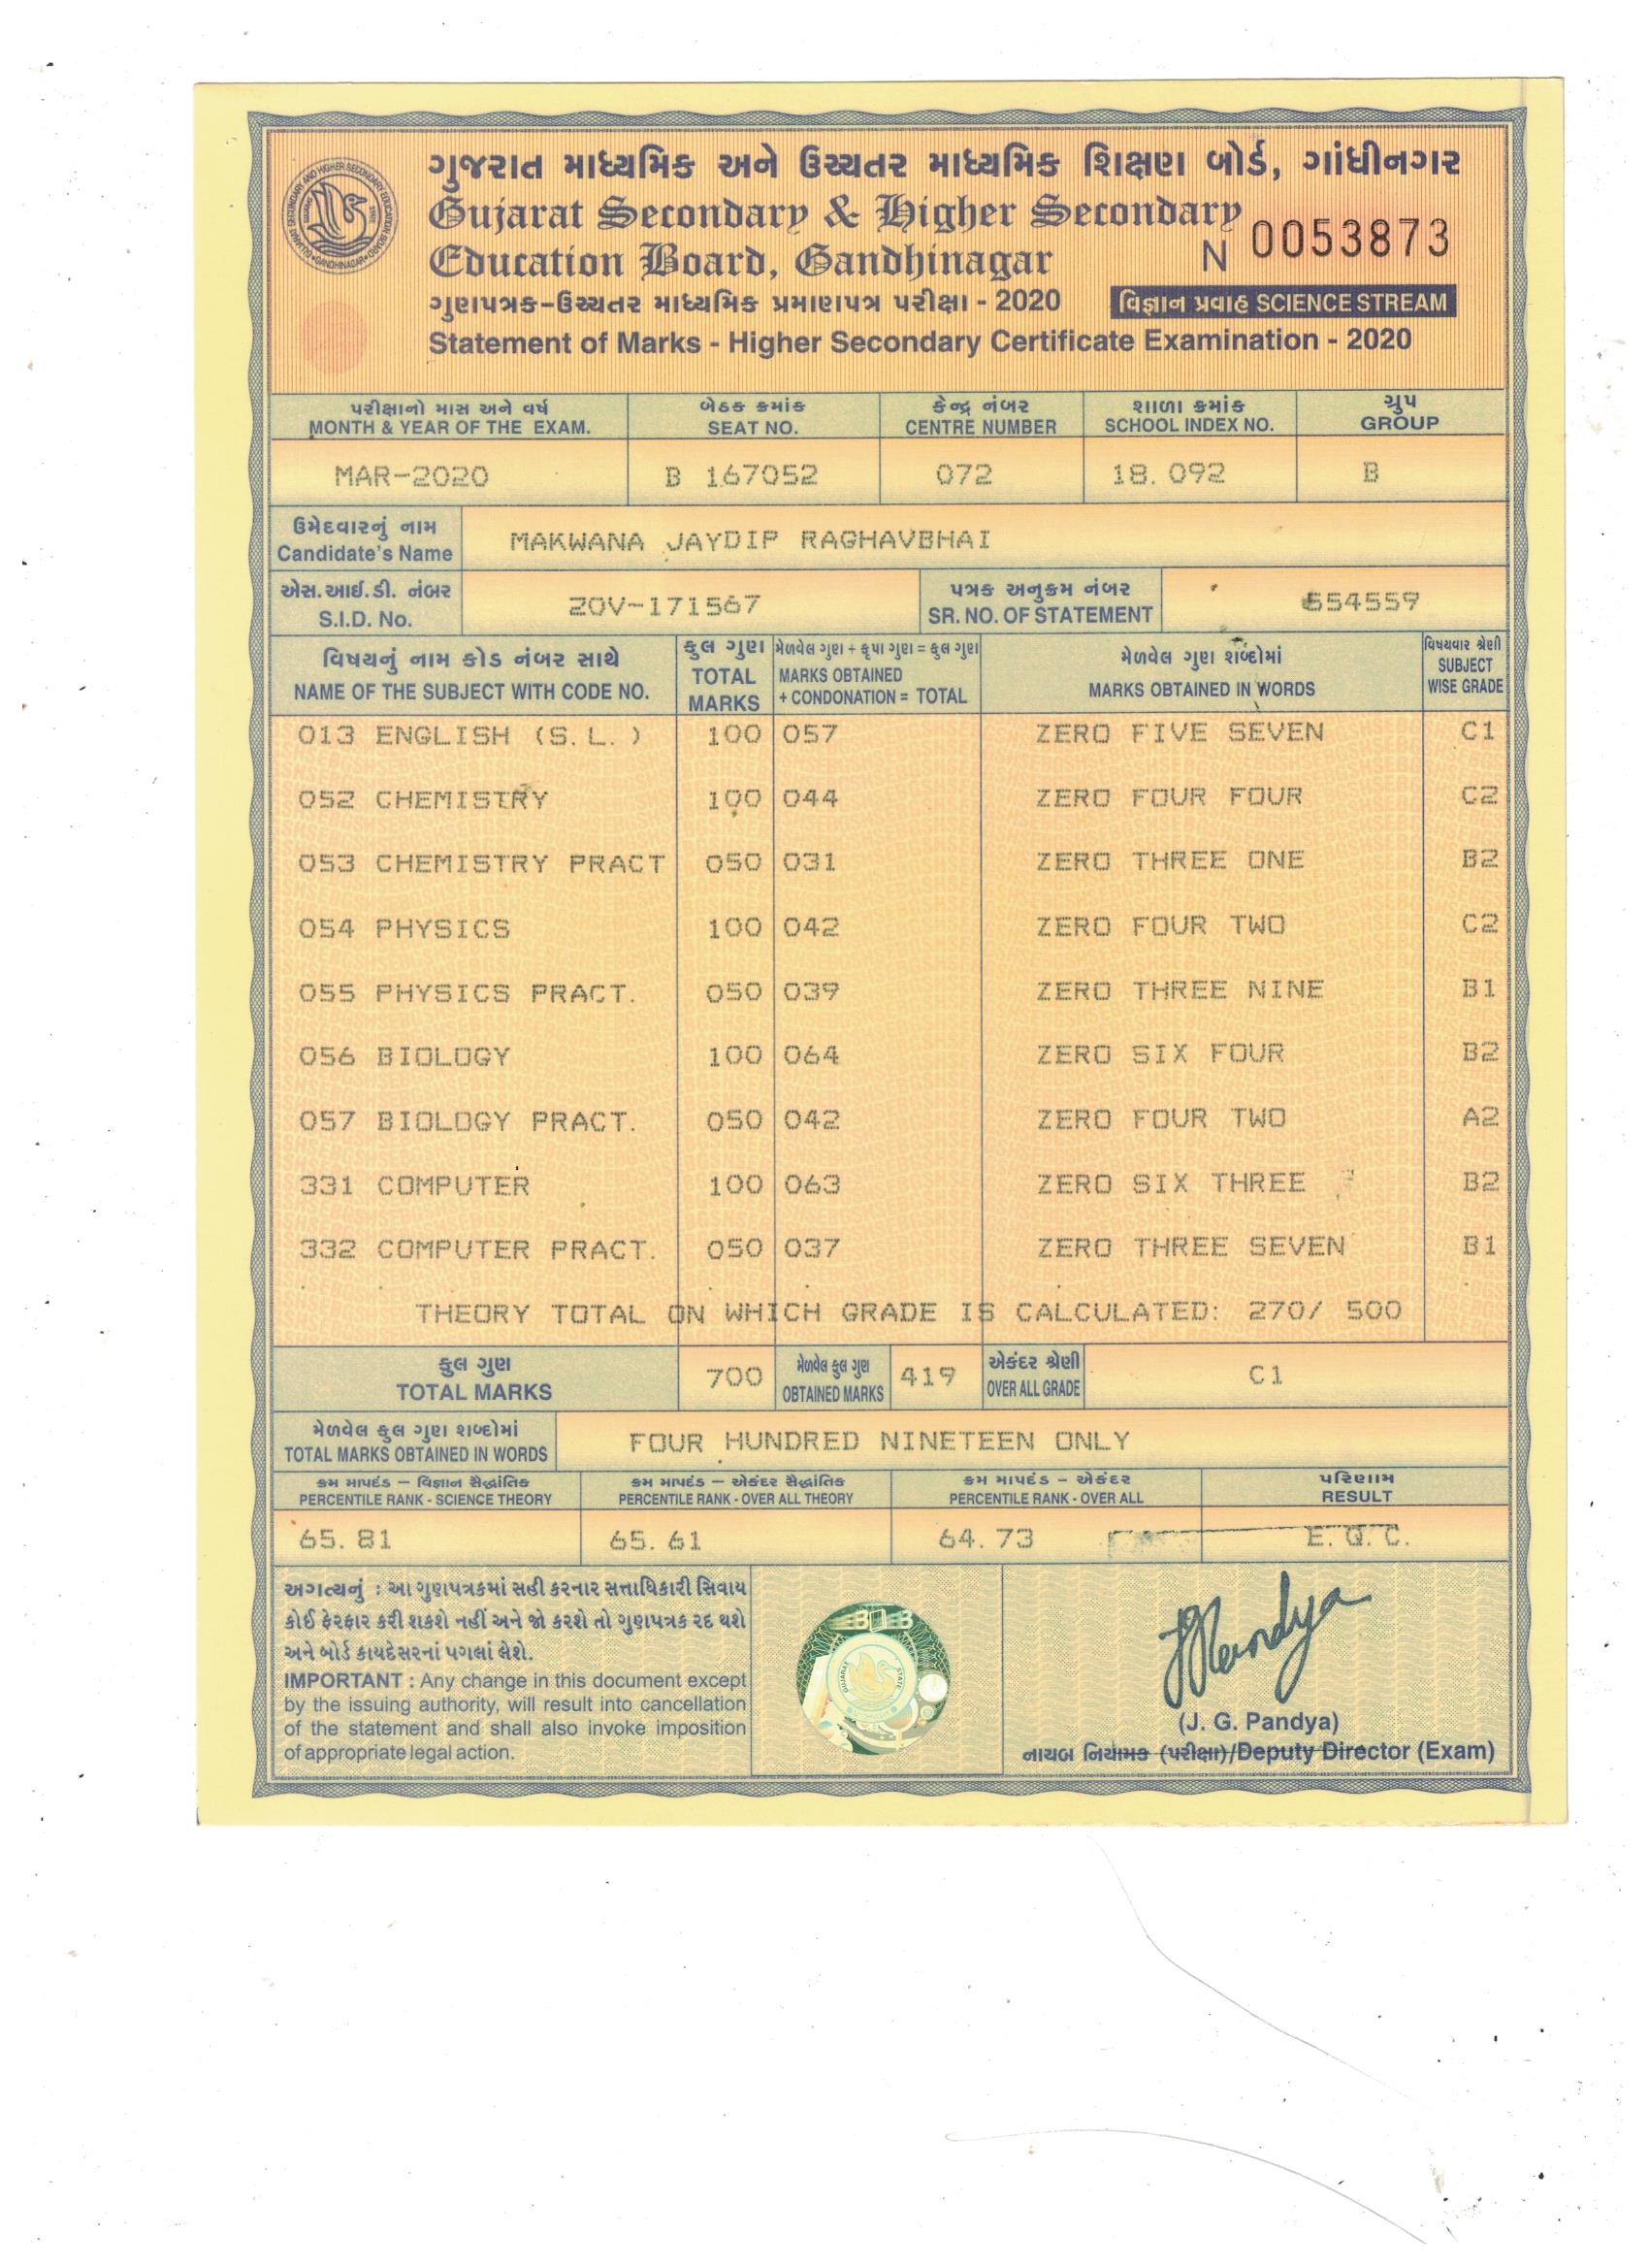 ગુજરાત માધ્યમિક અને ઉચ્ચતર માધ્યમિક શિક્ષણ બોર્ડ, ગાંધીનગર
Gujarat Secondary & Higher Secondary
Education Board, Gandhinagar
N 0053873
ગુણપત્રક-ઉચ્ચતર માધ્યમિક પ્રમાણપત્ર પરીક્ષા - 2020 વિજ્ઞાન પ્રવાહ SCIENCE STREAM
Statement of Marks - Higher Secondary Certificate Examination - 2020
પરીક્ષાનો માસ અને વર્ષ બેઠક ક્રમાંક કેન્દ્ર નંબર શાળા ક્રમાંક ગ્રુપ
MONTH & YEAR OF THE EXAM. SEAT NO. CENTRE NUMBER SCHOOL INDEX NO. GROUP
MAR-2020 B 167052 072 18.092 B
ઉમેદવારનું નામ
Candidate's Name MAKWANA JAYDIP RAGHAVBHAI
એસ.આઈ.ડી. નંબર પત્રક અનુક્રમ નંબર
S.I.D. No. 20V-171567 SR. NO. OF STATEMENT 654559
વિષયનું નામ કોડ નંબર સાથે કુલ ગુણ મેળવેલ ગુણ + કૃપા ગુણ = કુલ ગુણ મેળવેલ ગુણ શબ્દોમાં વિષયવાર શ્રેણી
NAME OF THE SUBJECT WITH CODE NO. TOTAL MARKS MARKS OBTAINED + CONDONATION = TOTAL MARKS OBTAINED IN WORDS SUBJECT WISE GRADE
013 ENGLISH (S.L.) 100 057 ZERO FIVE SEVEN C1
052 CHEMISTRY 100 044 ZERO FOUR FOUR C2
053 CHEMISTRY PRACT 050 031 ZERO THREE ONE B2
054 PHYSICS 100 042 ZERO FOUR TWO C2
055 PHYSICS PRACT. 050 039 ZERO THREE NINE B1
056 BIOLOGY 100 064 ZERO SIX FOUR B2
057 BIOLOGY PRACT. 050 042 ZERO FOUR TWO A2
331 COMPUTER 100 063 ZERO SIX THREE B2
332 COMPUTER PRACT. 050 037 ZERO THREE SEVEN B1
THEORY TOTAL ON WHICH GRADE IS CALCULATED: 270/ 500
કુલ ગુણ મેળવેલ કુલ ગુણ એકંદર શ્રેણી
TOTAL MARKS 700 OBTAINED MARKS 419 OVER ALL GRADE C1
મેળવેલ કુલ ગુણ શબ્દોમાં
TOTAL MARKS OBTAINED IN WORDS FOUR HUNDRED NINETEEN ONLY
ક્રમ માપદંડ – વિજ્ઞાન સૈદ્ધાંતિક ક્રમ માપદંડ – એકંદર સૈદ્ધાંતિક ક્રમ માપદંડ – એકંદર પરિણામ
PERCENTILE RANK - SCIENCE THEORY PERCENTILE RANK - OVER ALL THEORY PERCENTILE RANK - OVER ALL RESULT
65.81 65.61 64.73 E.Q.C.
અગત્યનું : આ ગુણપત્રકમાં સહી કરનાર સત્તાધિકારી સિવાય
કોઈ ફેરફાર કરી શકશે નહીં અને જો કરશે તો ગુણપત્રક રદ થશે
અને બોર્ડ કાયદેસરનાં પગલાં લેશે.
IMPORTANT : Any change in this document except
by the issuing authority, will result into cancellation
of the statement and shall also invoke imposition
of appropriate legal action.
(J. G. Pandya)
નાયબ નિયામક (પરીક્ષા)/Deputy Director (Exam)